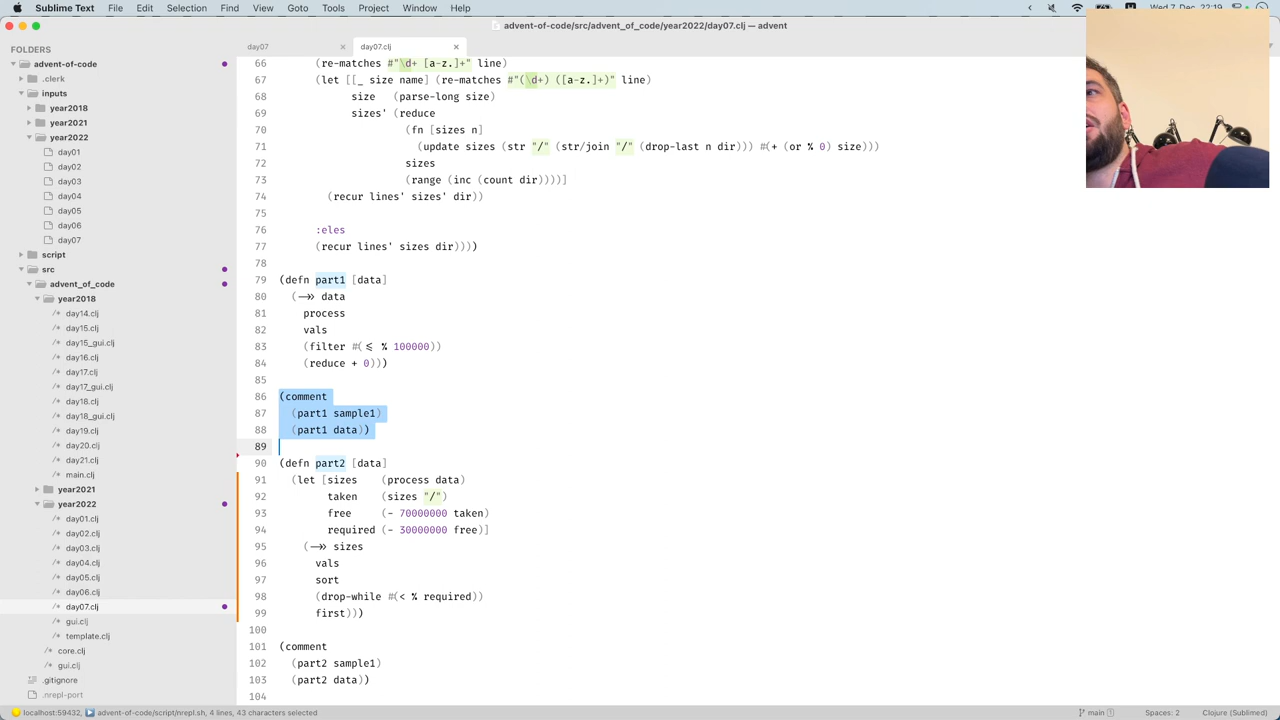 Sublime Text File Edit Selection Find View Goto Tools Project Window Help
Wed 7. Dec 22:19
advent-of-code/src/advent_of_code/year2022/day07.clj — advent
FOLDERS
advent-of-code
.clerk
inputs
year2018
year2021
year2022
day01
day02
day03
day04
day05
day06
day07
script
src
advent_of_code
year2018
day14.clj
day15.clj
day15_gui.clj
day16.clj
day17.clj
day17_gui.clj
day18.clj
day18_gui.clj
day19.clj
day20.clj
day21.clj
main.clj
year2021
year2022
day01.clj
day02.clj
day03.clj
day04.clj
day05.clj
day06.clj
day07.clj
gui.clj
template.clj
core.clj
gui.clj
.gitignore
.nrepl-port
day07 × day07.clj ×
66 (re-matches #"\d+ [a-z.]+" line)
67 (let [[_ size name] (re-matches #"(\d+) ([a-z.]+)" line)
68 size (parse-long size)
69 sizes' (reduce
70 (fn [sizes n]
71 (update sizes (str "/" (str/join "/" (drop-last n dir))) #(+ (or % 0) size)))
72 sizes
73 (range (inc (count dir))))]
74 (recur lines' sizes' dir))
75
76 :eles
77 (recur lines' sizes dir))))
78
79 (defn part1 [data]
80 (->> data
81 process
82 vals
83 (filter #(<= % 100000))
84 (reduce + 0)))
85
86 (comment
87 (part1 sample1)
88 (part1 data))
89
90 (defn part2 [data]
91 (let [sizes (process data)
92 taken (sizes "/")
93 free (- 70000000 taken)
94 required (- 30000000 free)]
95 (->> sizes
96 vals
97 sort
98 (drop-while #(< % required))
99 first)))
100
101 (comment
102 (part2 sample1)
103 (part2 data))
104
localhost:59432, advent-of-code/script/nrepl.sh, 4 lines, 43 characters selected
main 1 Spaces: 2 Clojure (Sublimed)